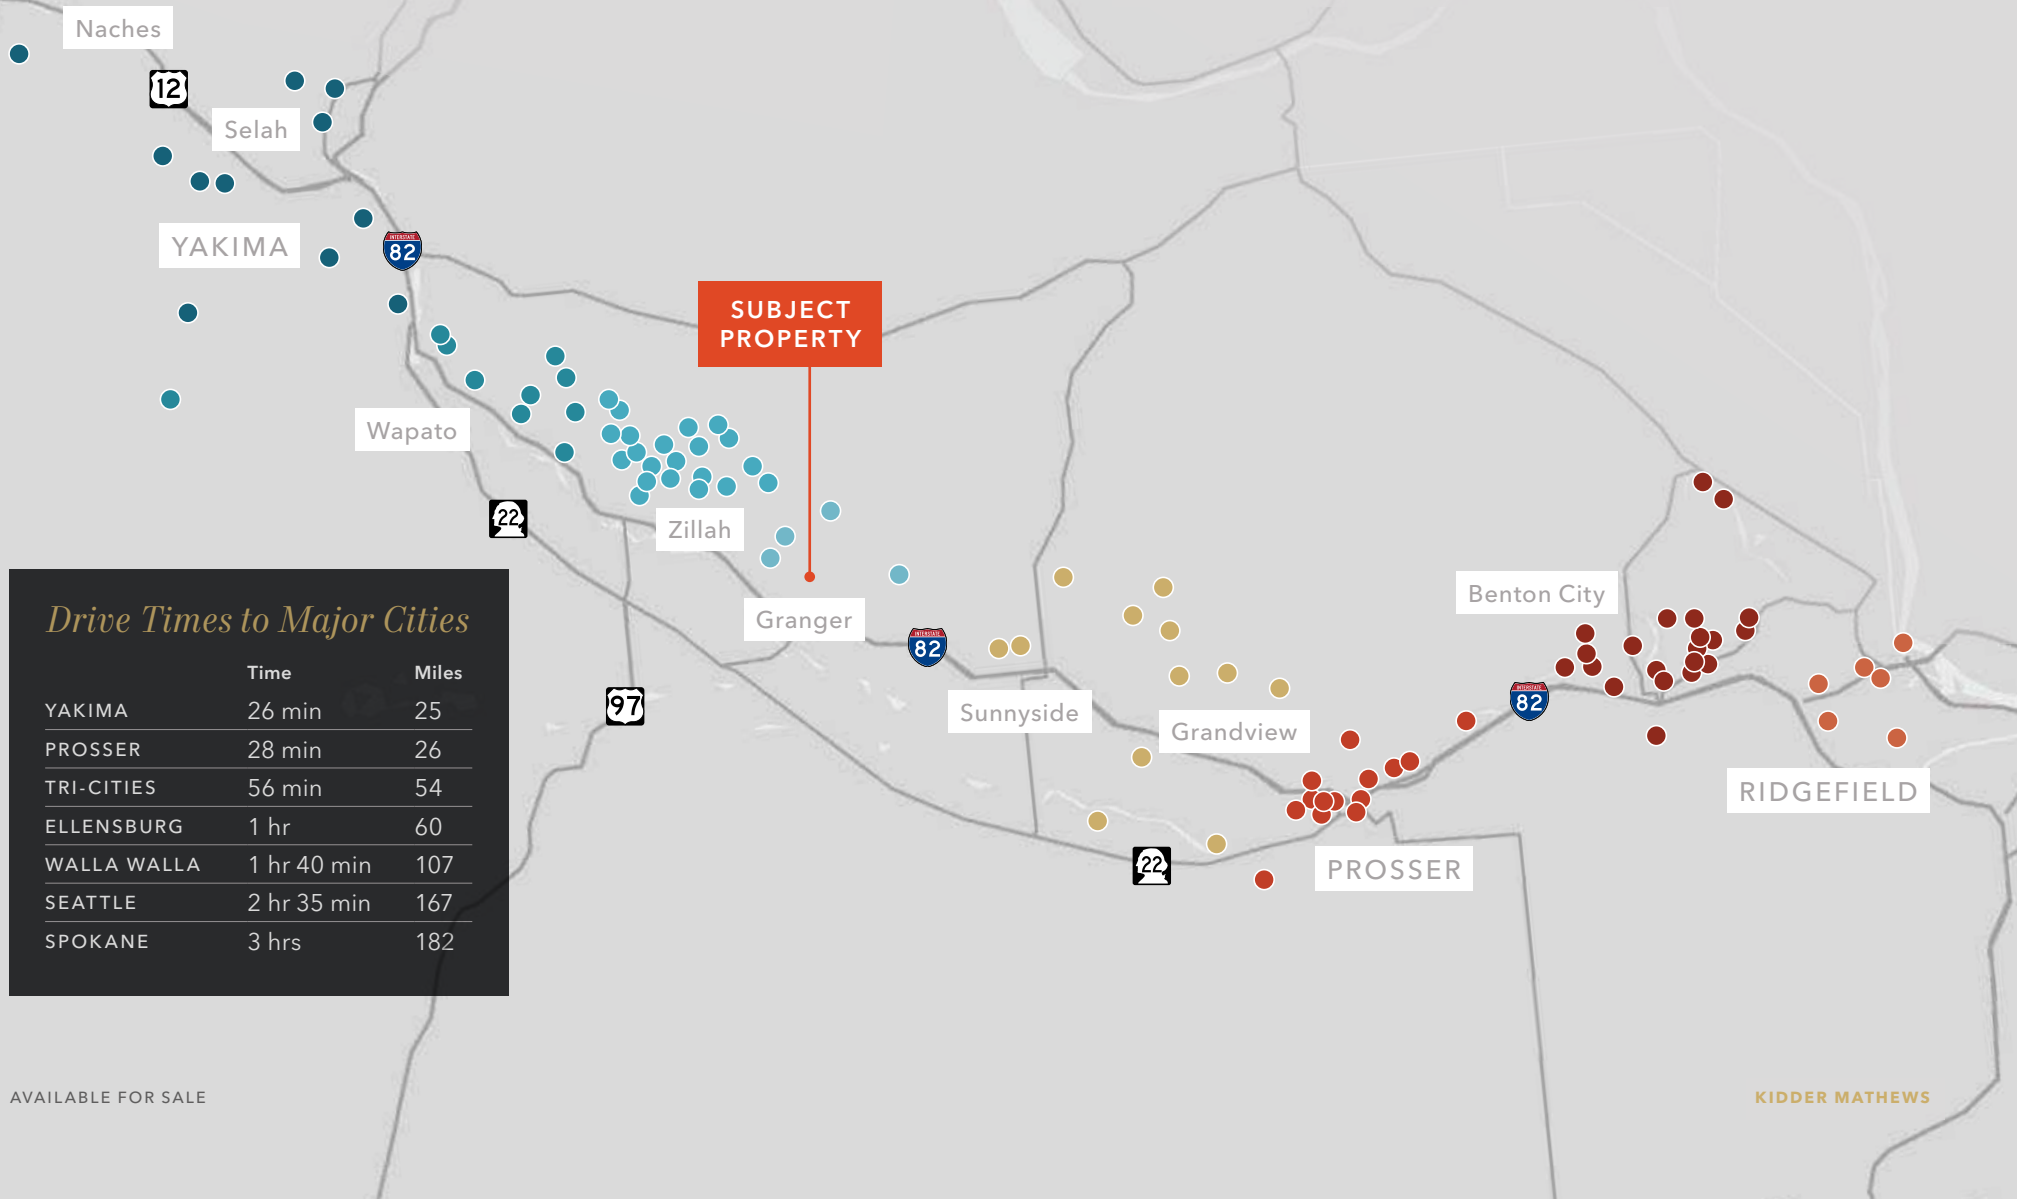 Naches
12
Selah
YAKIMA
INTERSTATE
82
SUBJECT
PROPERTY
Wapato
22
Zillah
Granger
INTERSTATE
82
97
Sunnyside
Grandview
Benton City
INTERSTATE
82
RIDGEFIELD
PROSSER
22
Drive Times to Major Cities
Time Miles
YAKIMA 26 min 25
PROSSER 28 min 26
TRI-CITIES 56 min 54
ELLENSBURG 1 hr 60
WALLA WALLA 1 hr 40 min 107
SEATTLE 2 hr 35 min 167
SPOKANE 3 hrs 182
AVAILABLE FOR SALE
KIDDER MATHEWS